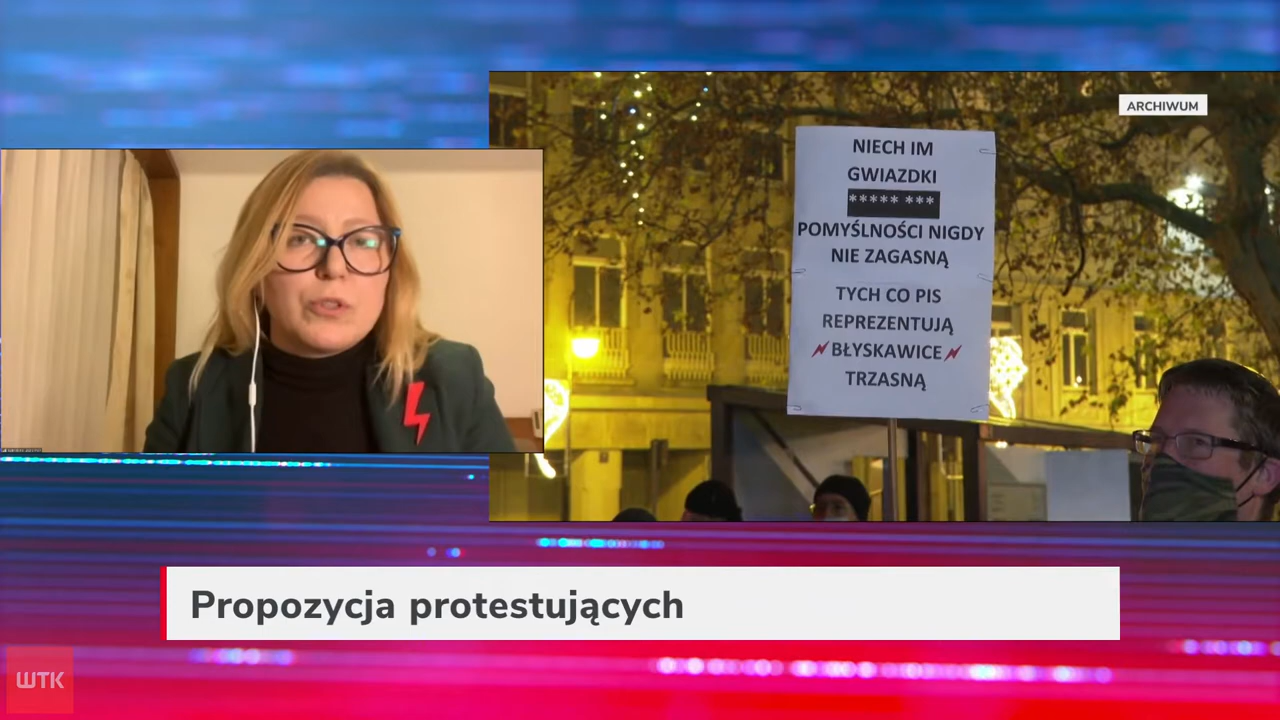 ARCHIWUM
NIECH IM
GWIAZDKI
***** ***
POMYŚLNOŚCI NIGDY
NIE ZAGASNĄ
TYCH CO PIS
REPREZENTUJĄ
BŁYSKAWICE
TRZASNĄ
Propozycja protestujących
WTK